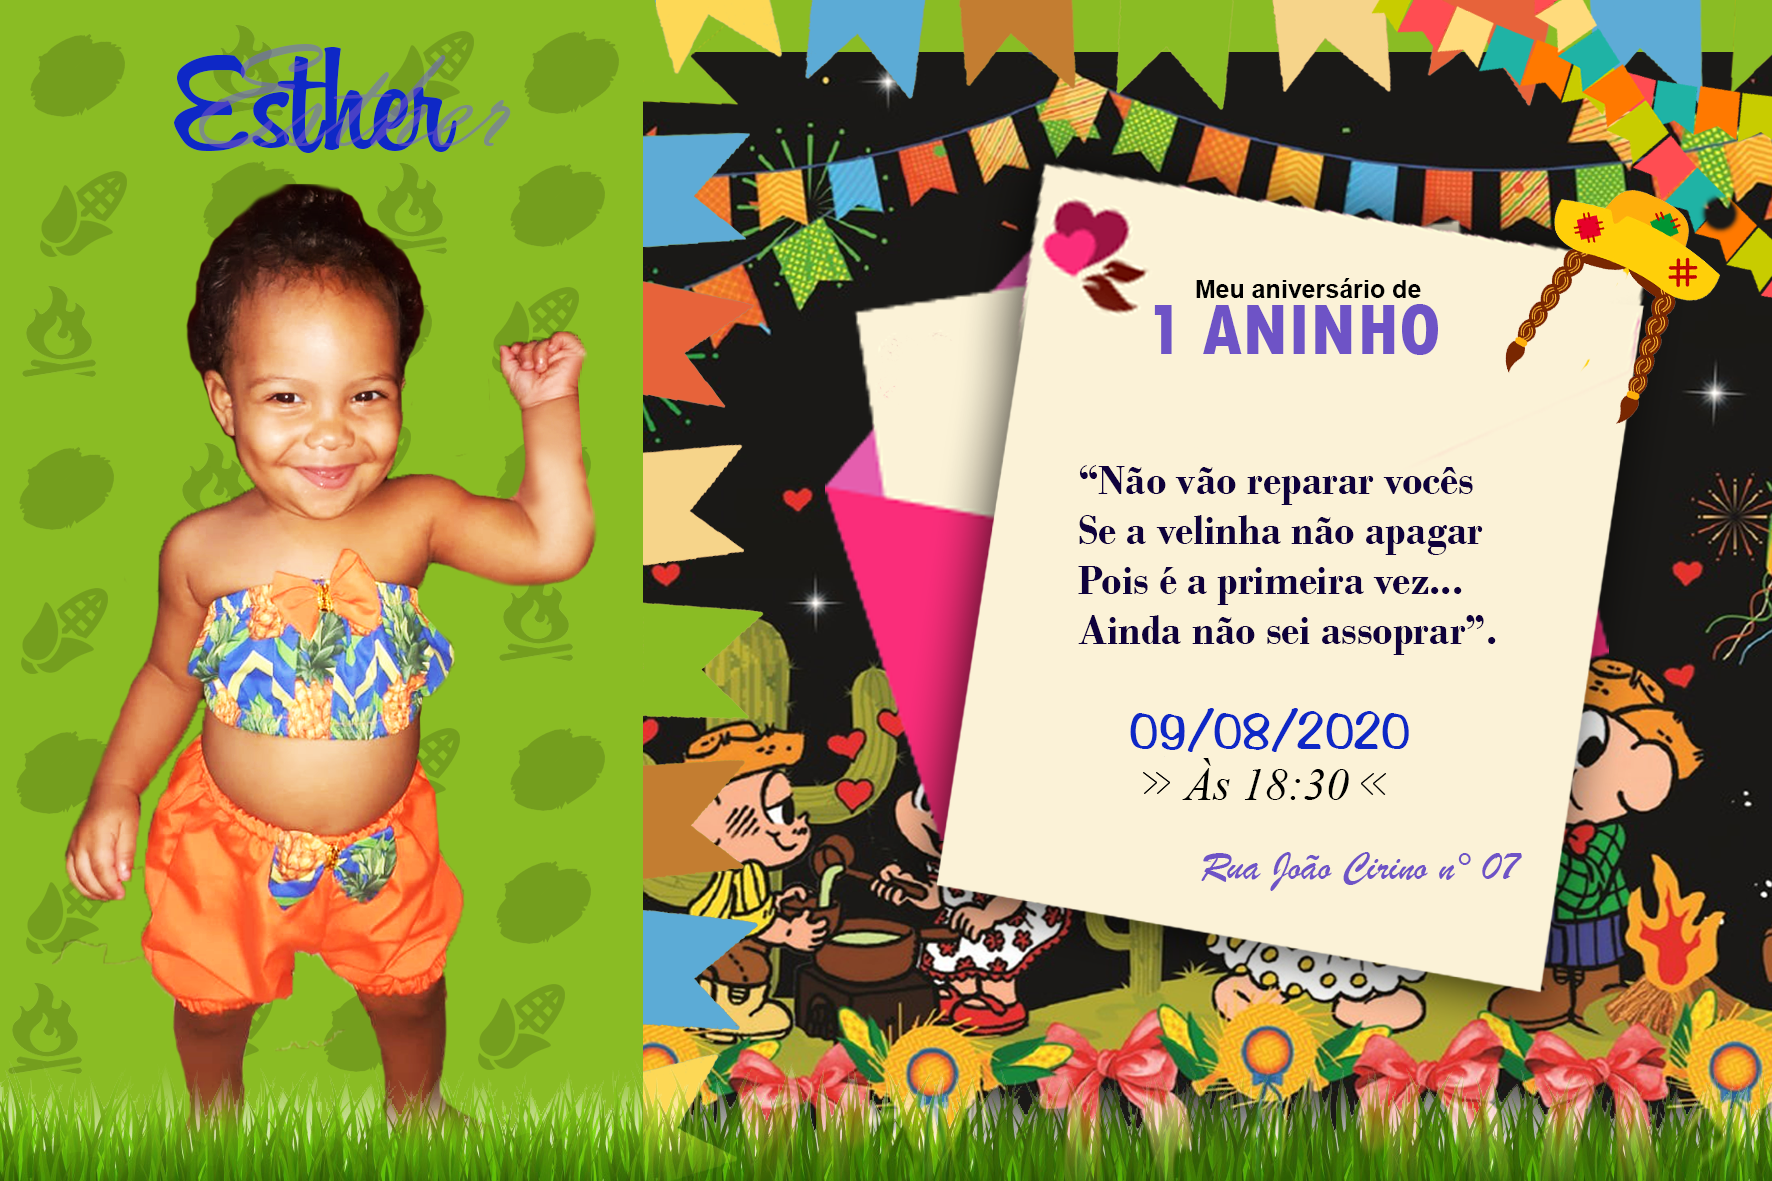 Esther
Meu aniversário de
1 ANINHO
“Não vão reparar vocês
Se a velinha não apagar
Pois é a primeira vez...
Ainda não sei assoprar”.
09/08/2020
>> Às 18:30 <<
Rua João Cirino n° 07